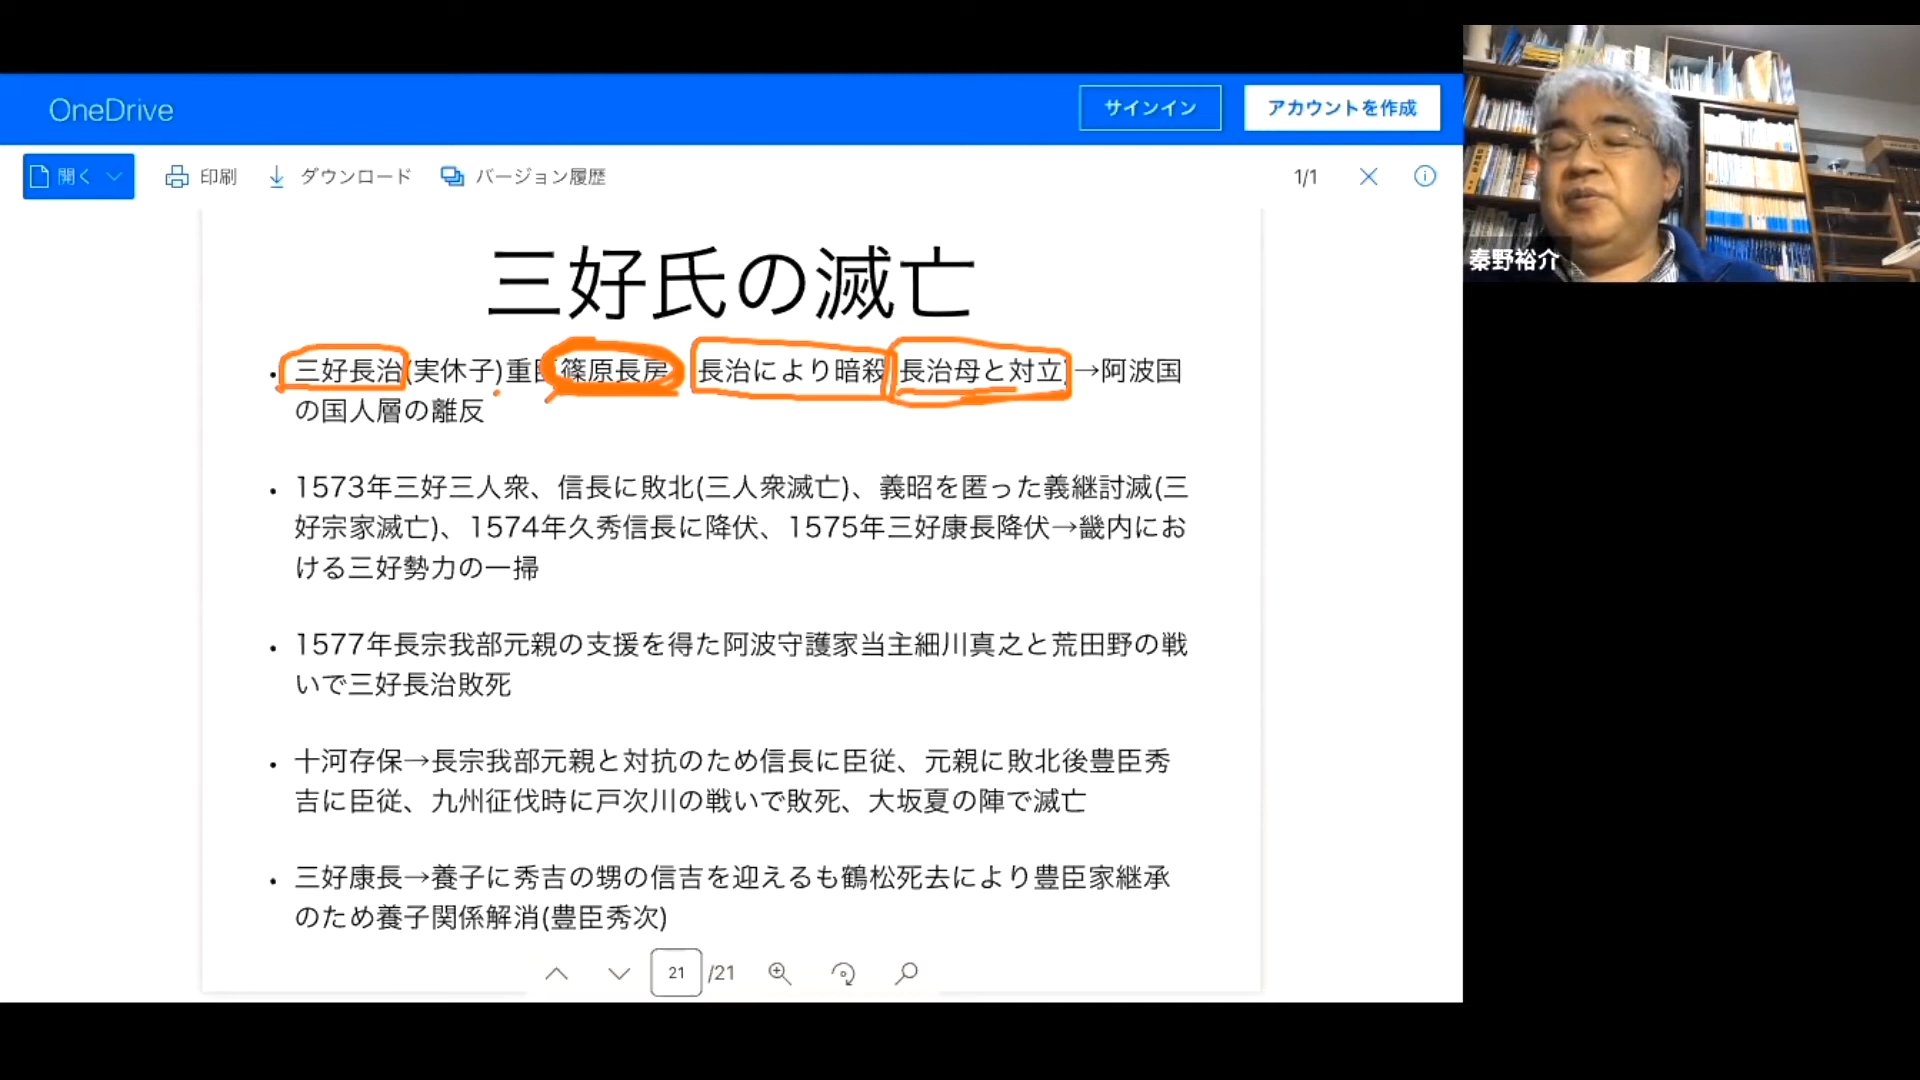 OneDrive
サインイン
アカウントを作成
開く
印刷
ダウンロード
バージョン履歴
1/1
三好氏の滅亡
• 三好長治(実休子)重臣篠原長房 長治により暗殺 長治母と対立 →阿波国
の国人層の離反
• 1573年三好三人衆、信長に敗北(三人衆滅亡)、義昭を匿った義継討滅(三
好宗家滅亡)、1574年久秀信長に降伏、1575年三好康長降伏→畿内にお
ける三好勢力の一掃
• 1577年長宗我部元親の支援を得た阿波守護家当主細川真之と荒田野の戦
いで三好長治敗死
• 十河存保→長宗我部元親と対抗のため信長に臣従、元親に敗北後豊臣秀
吉に臣従、九州征伐時に戸次川の戦いで敗死、大坂夏の陣で滅亡
• 三好康長→養子に秀吉の甥の信吉を迎えるも鶴松死去により豊臣家継承
のため養子関係解消(豊臣秀次)
21 /21
秦野裕介